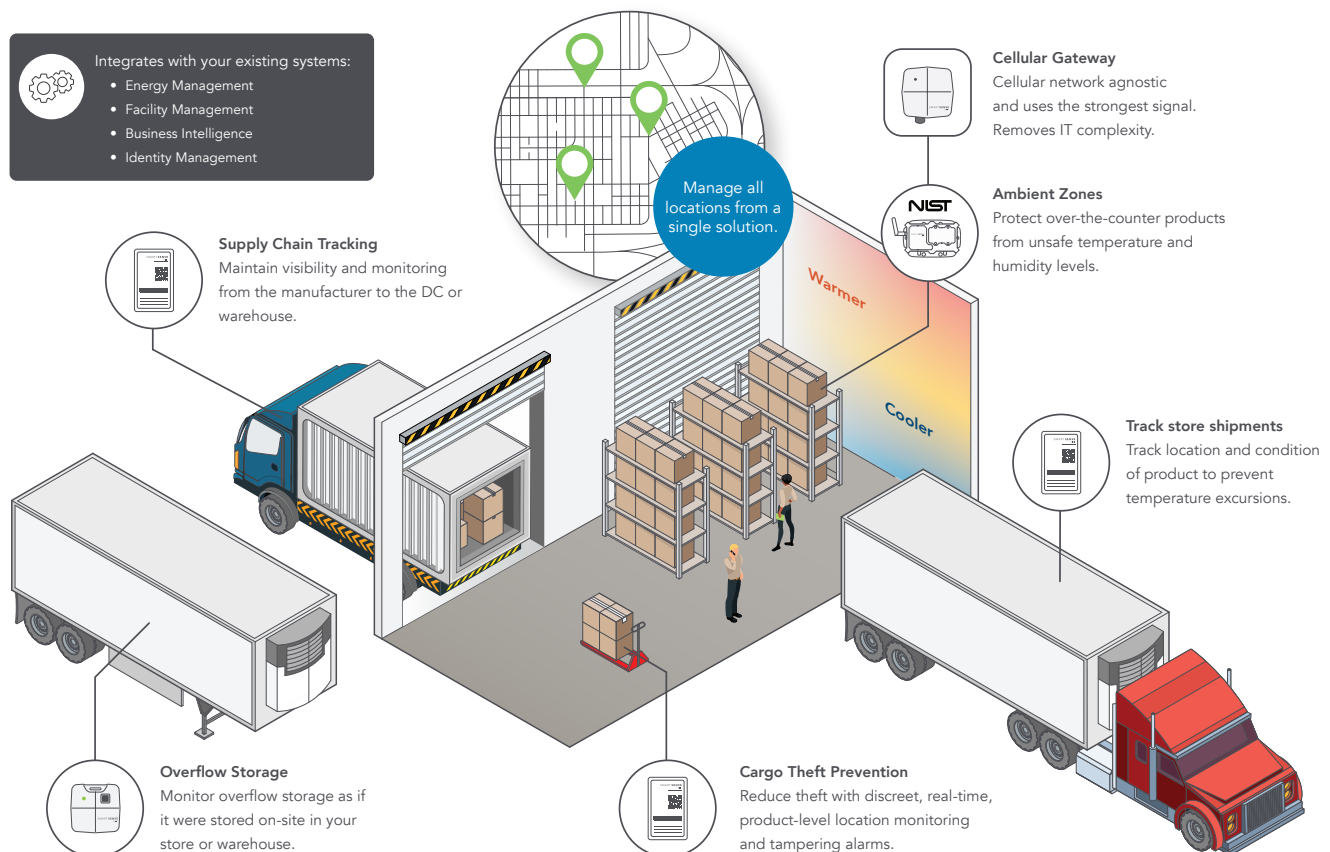 Integrates with your existing systems:
• Energy Management
• Facility Management
• Business Intelligence
• Identity Management
Manage all
locations from a
single solution.
Cellular Gateway
Cellular network agnostic
and uses the strongest signal.
Removes IT complexity.
NIST
Ambient Zones
Protect over-the-counter products
from unsafe temperature and
humidity levels.
Supply Chain Tracking
Maintain visibility and monitoring
from the manufacturer to the DC or
warehouse.
Warmer
Cooler
Track store shipments
Track location and condition
of product to prevent
temperature excursions.
Overflow Storage
Monitor overflow storage as if
it were stored on-site in your
store or warehouse.
Cargo Theft Prevention
Reduce theft with discreet, real-time,
product-level location monitoring
and tampering alarms.